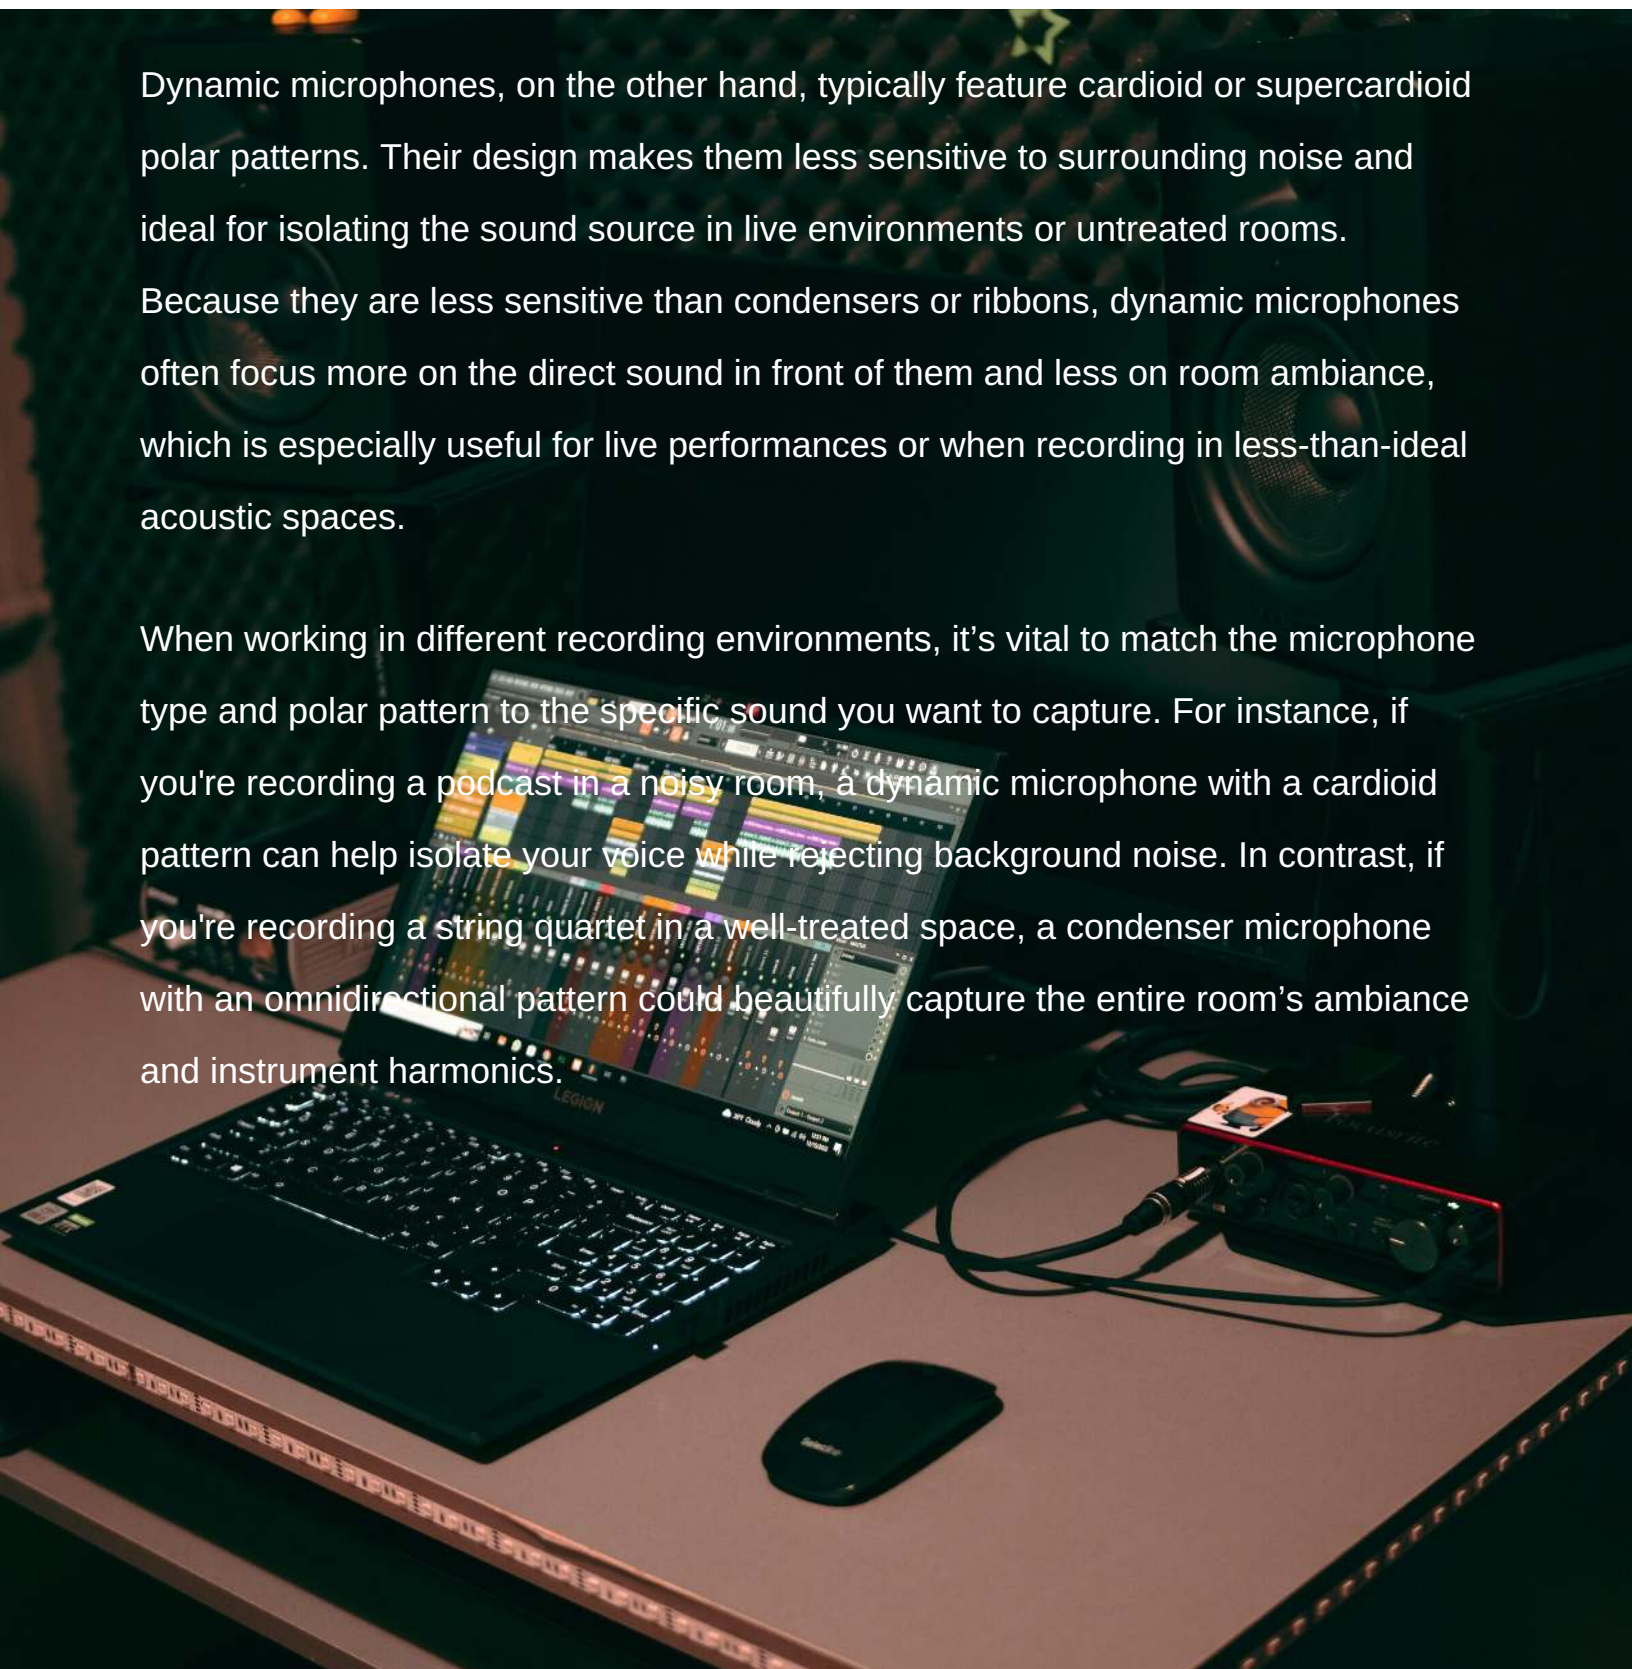 Dynamic microphones, on the other hand, typically feature cardioid or supercardioid
polar patterns. Their design makes them less sensitive to surrounding noise and
ideal for isolating the sound source in live environments or untreated rooms.
Because they are less sensitive than condensers or ribbons, dynamic microphones
often focus more on the direct sound in front of them and less on room ambiance,
which is especially useful for live performances or when recording in less-than-ideal
acoustic spaces.
When working in different recording environments, it’s vital to match the microphone
type and polar pattern to the specific sound you want to capture. For instance, if
you're recording a podcast in a noisy room, a dynamic microphone with a cardioid
pattern can help isolate your voice while rejecting background noise. In contrast, if
you're recording a string quartet in a well-treated space, a condenser microphone
with an omnidirectional pattern could beautifully capture the entire room’s ambiance
and instrument harmonics.
LEGION
Focusrite